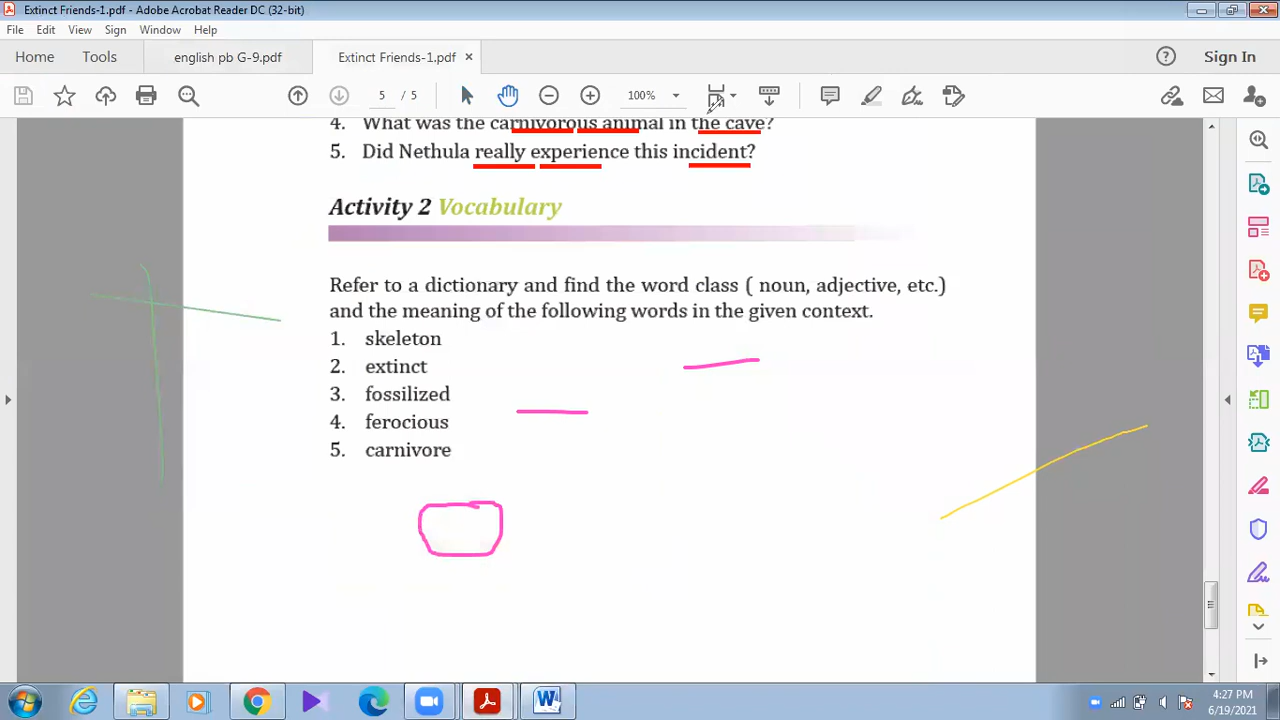 Extinct Friends-1.pdf - Adobe Acrobat Reader DC (32-bit)
File Edit View Sign Window Help
Home Tools english pb G-9.pdf Extinct Friends-1.pdf × Sign In
5 / 5 100%
4. What was the carnivorous animal in the cave?
5. Did Nethula really experience this incident?
Activity 2 Vocabulary
Refer to a dictionary and find the word class ( noun, adjective, etc.)
and the meaning of the following words in the given context.
1. skeleton
2. extinct
3. fossilized
4. ferocious
5. carnivore
4:27 PM
6/19/2021